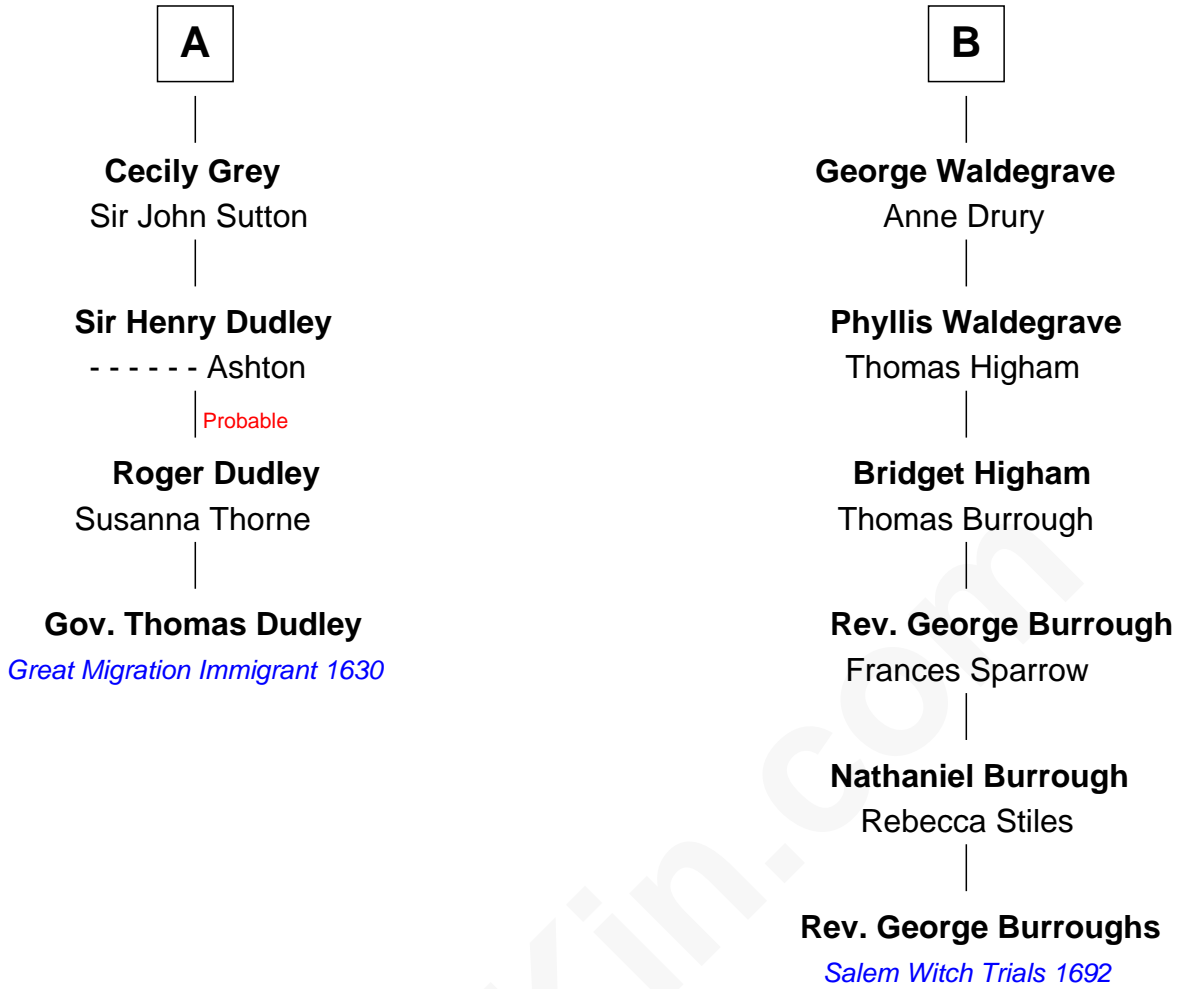 A
Cecily Grey
Sir John Sutton
Sir Henry Dudley
- - - - - - Ashton
Probable
Roger Dudley
Susanna Thorne
Gov. Thomas Dudley
Great Migration Immigrant 1630
B
George Waldegrave
Anne Drury
Phyllis Waldegrave
Thomas Higham
Bridget Higham
Thomas Burrough
Rev. George Burrough
Frances Sparrow
Nathaniel Burrough
Rebecca Stiles
Rev. George Burroughs
Salem Witch Trials 1692
Kin.com